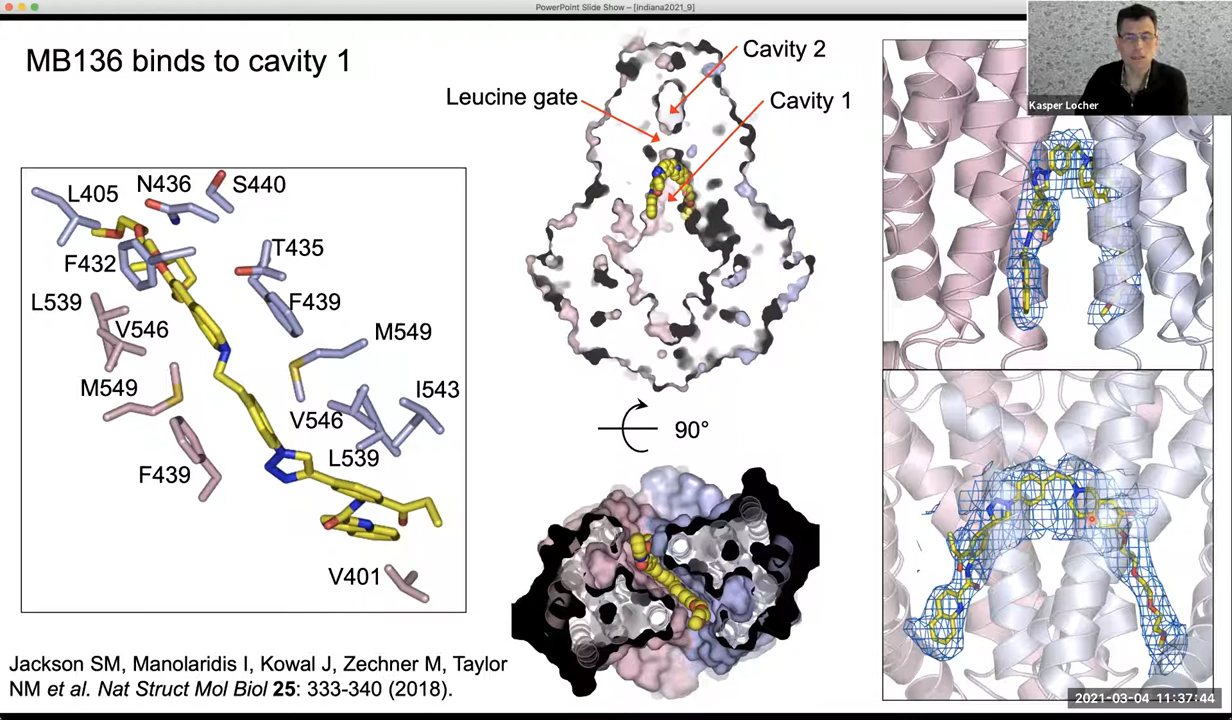 PowerPoint Slide Show – [indiana2021_9]
MB136 binds to cavity 1
Kasper Locher
Cavity 2
Leucine gate
Cavity 1
L405
N436
S440
F432
T435
L539
F439
V546
M549
M549
I543
V546
L539
F439
V401
90°
Jackson SM, Manolaridis I, Kowal J, Zechner M, Taylor
NM et al. Nat Struct Mol Biol 25: 333-340 (2018).
2021-03-04 11:37:44